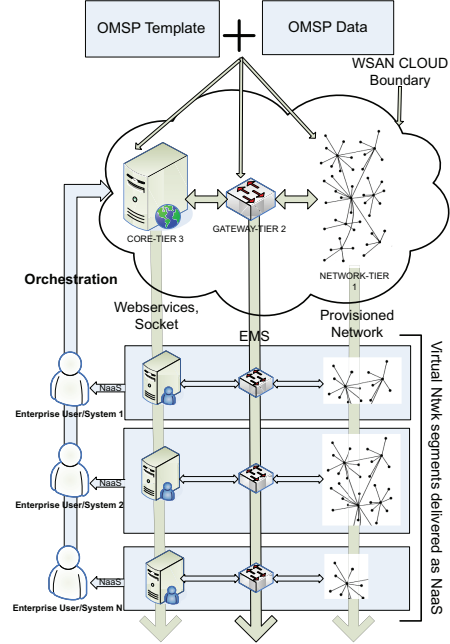 OMSP Template
+
OMSP Data
WSAN CLOUD
Boundary
CORE-TIER 3
GATEWAY-TIER 2
NETWORK-TIER
1
Orchestration
Webservices,
Socket
EMS
Provisioned
Network
NaaS
Enterprise User/System 1
NaaS
Enterprise User/System 2
NaaS
Enterprise User/System N
Virtual Ntwk segments delivered as NaaS